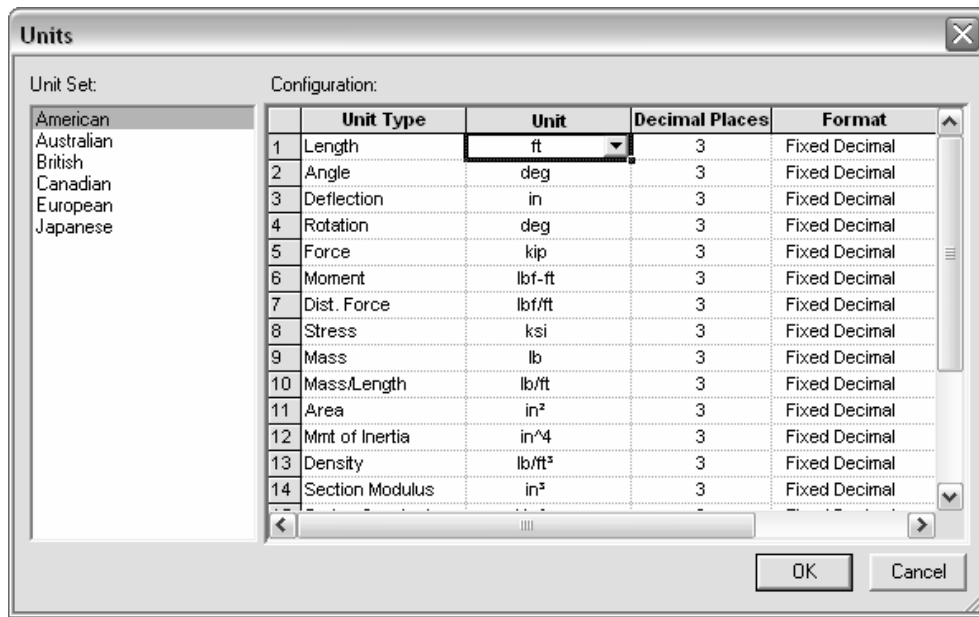 Units
Unit Set:
American
Australian
British
Canadian
European
Japanese
Configuration:
Unit Type Unit Decimal Places Format
1 Length ft 3 Fixed Decimal
2 Angle deg 3 Fixed Decimal
3 Deflection in 3 Fixed Decimal
4 Rotation deg 3 Fixed Decimal
5 Force kip 3 Fixed Decimal
6 Moment lbf-ft 3 Fixed Decimal
7 Dist. Force lbf/ft 3 Fixed Decimal
8 Stress ksi 3 Fixed Decimal
9 Mass lb 3 Fixed Decimal
10 Mass/Length lb/ft 3 Fixed Decimal
11 Area in² 3 Fixed Decimal
12 Mmt of Inertia in^4 3 Fixed Decimal
13 Density lb/ft³ 3 Fixed Decimal
14 Section Modulus in³ 3 Fixed Decimal
OK Cancel